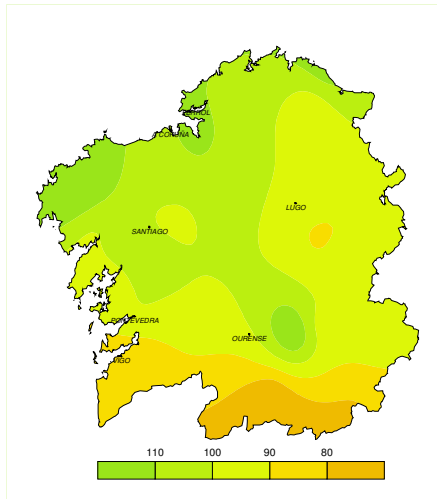 FERROL
CORUÑA
LUGO
SANTIAGO
PONTEVEDRA
OURENSE
VIGO
110 100 90 80